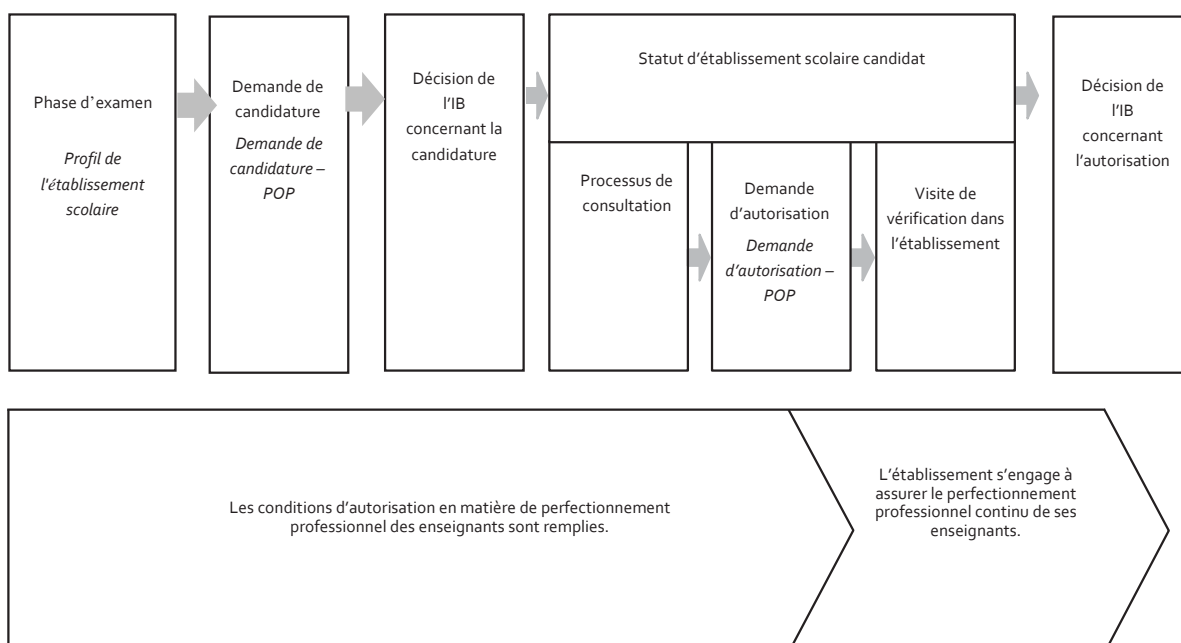 Phase d'examen
Profil de
l'établissement
scolaire
Demande de
candidature
Demande de
candidature –
POP
Décision de
l'IB
concernant la
candidature
Statut d'établissement scolaire candidat
Processus de
consultation
Demande
d'autorisation
Demande
d'autorisation –
POP
Visite de
vérification dans
l'établissement
Décision de
l'IB
concernant
l'autorisation
Les conditions d'autorisation en matière de perfectionnement
professionnel des enseignants sont remplies.
L'établissement s'engage à
assurer le perfectionnement
professionnel continu de ses
enseignants.